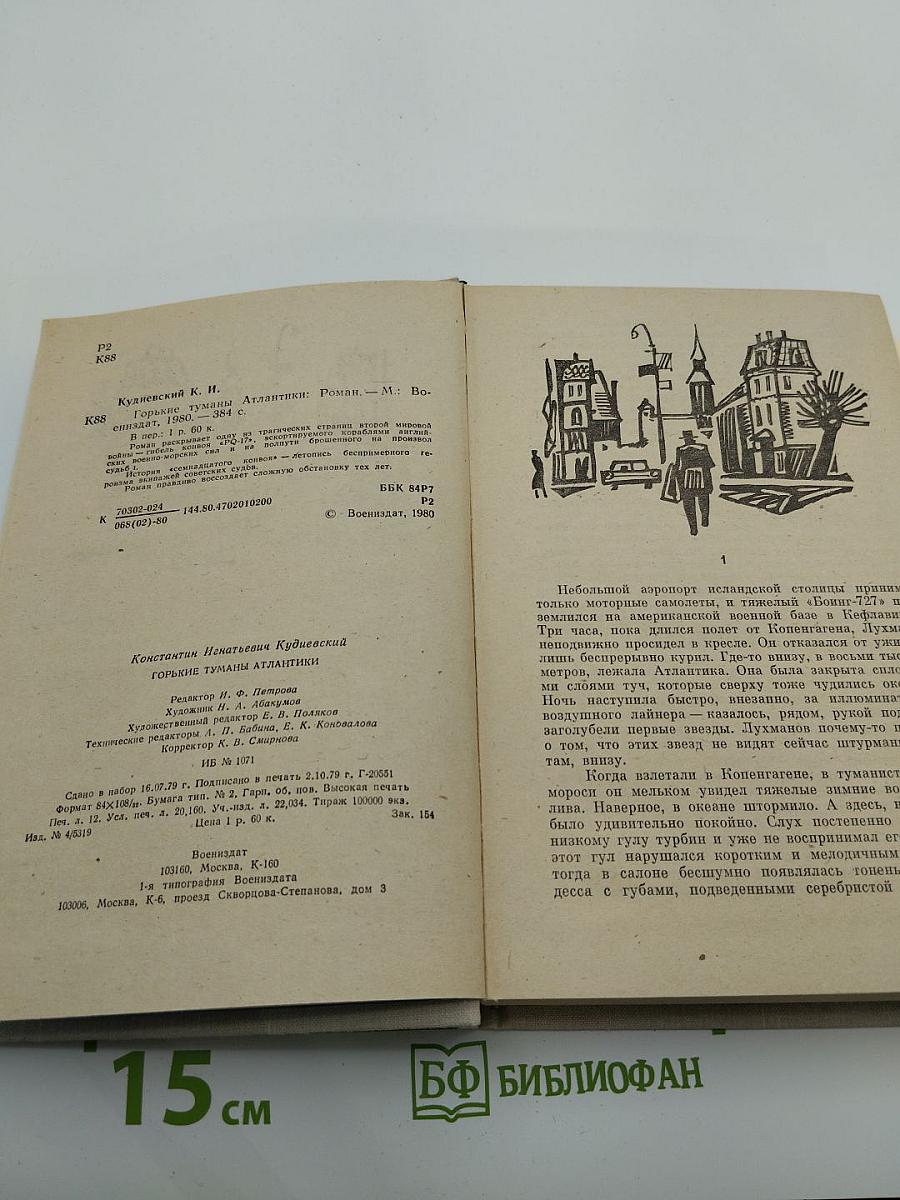 Р2
К88
Кудиевский К. И.
К88
Горькие туманы Атлантики: Роман. — М.: Во-
ениздат, 1980. — 384 с.
В пер.: 1 р. 60 к.
Роман раскрывает одну из трагических страниц второй мировой
войны — гибель конвоя «PQ-17», эскортируемого кораблями англий-
ских военно-морских сил и на полпути брошенного на произвол
судьбы.
История «семнадцатого конвоя» — летопись беспримерного ге-
роизма экипажей советских судов.
Роман правдиво воссоздает сложную обстановку тех лет.
К 70302-024
068(02)-80
144.80.4702010200
ББК 84Р7
Р2
© Воениздат, 1980
Константин Игнатьевич Кудиевский
ГОРЬКИЕ ТУМАНЫ АТЛАНТИКИ
Редактор И. Ф. Петрова
Художник Н. А. Абакумов
Художественный редактор Е. В. Поляков
Технические редакторы Л. П. Бабина, Е. К. Коновалова
Корректор К. В. Смирнова
ИБ № 1071
Сдано в набор 16.07.79 г. Подписано в печать 2.10.79 г. Г-20551
Формат 84×108/32. Бумага тип. № 2. Гарн. об. нов. Высокая печать
Печ. л. 12. Усл. печ. л. 20,160. Уч.-изд. л. 22,034. Тираж 100000 экз.
Изд. № 4/5319 Цена 1 р. 60 к. Зак. 154
Воениздат
103160, Москва, К-160
1-я типография Воениздата
103006, Москва, К-6, проезд Скворцова-Степанова, дом 3
1
Небольшой аэропорт исландской столицы приним
только моторные самолеты, и тяжелый «Боинг-727» п
землился на американской военной базе в Кефлави
Три часа, пока длился полет от Копенгагена, Лухма
неподвижно просидел в кресле. Он отказался от ужи
лишь беспрерывно курил. Где-то внизу, в восьми тыс
метров, лежала Атлантика. Она была закрыта спло
ми слоями туч, которые сверху тоже чудились оке
Ночь наступила быстро, внезапно, за иллюминат
воздушного лайнера — казалось, рядом, рукой под
заголубели первые звезды. Лухманов почему-то п
о том, что этих звезд не видят сейчас штурман
там, внизу.
Когда взлетали в Копенгагене, в туманист
мороси он мельком увидел тяжелые зимние во
лива. Наверное, в океане штормило. А здесь, н
было удивительно покойно. Слух постепенно
низкому гулу турбин и уже не воспринимал ег
этот гул нарушался коротким и мелодичным
тогда в салоне бесшумно появлялась тонень
десса с губами, подведенными серебристой
15 см
БФ БИБЛИОФАН